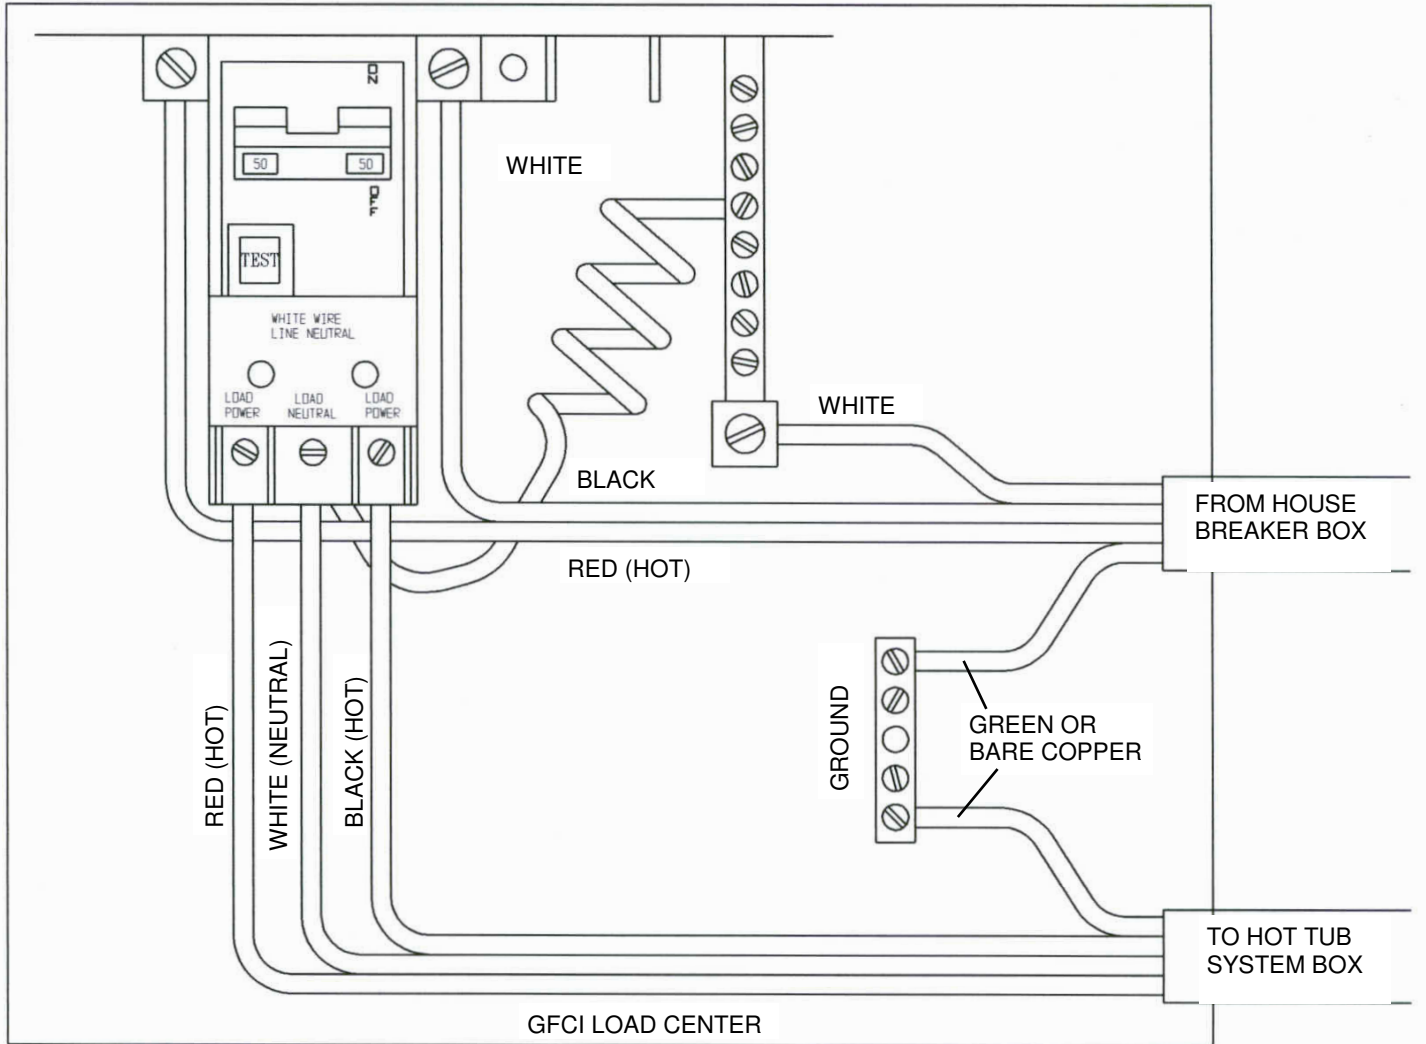 ON
WHITE
50 50
OFF
TEST
WHITE WIRE
LINE NEUTRAL
LOAD
POWER
LOAD
NEUTRAL
LOAD
POWER
WHITE
BLACK
FROM HOUSE
BREAKER BOX
RED (HOT)
RED (HOT)
WHITE (NEUTRAL)
BLACK (HOT)
GROUND
GREEN OR
BARE COPPER
TO HOT TUB
SYSTEM BOX
GFCI LOAD CENTER